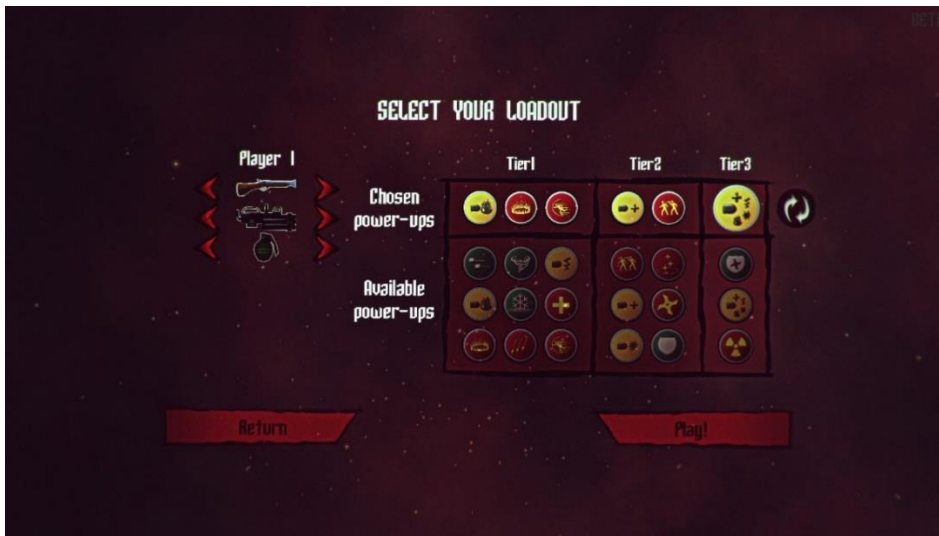 SELECT YOUR LOADOUT
Player 1
Tier1
Tier2
Tier3
Chosen
power-ups
Available
power-ups
Return
Play!